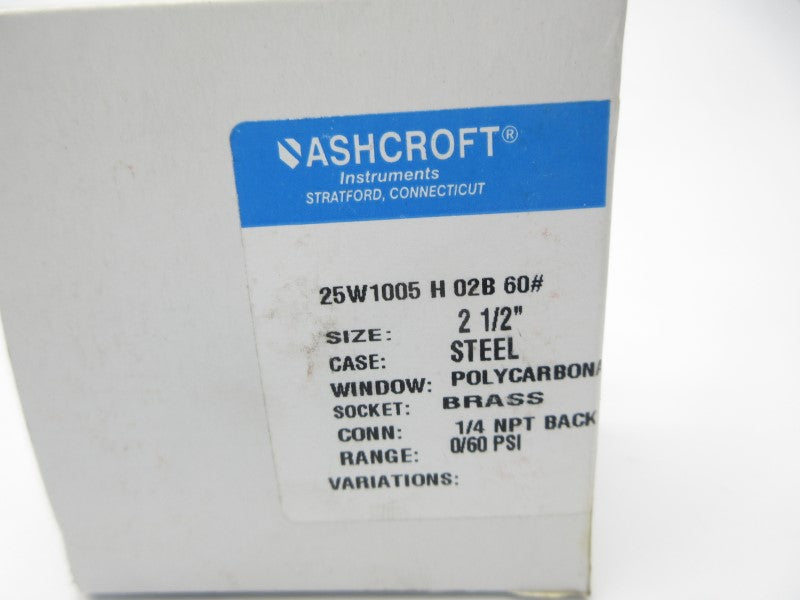 ASHCROFT®
Instruments
STRATFORD, CONNECTICUT
25W1005 H 02B 60#
SIZE: 2 1/2"
CASE: STEEL
WINDOW: POLYCARBONA
SOCKET: BRASS
CONN: 1/4 NPT BACK
RANGE: 0/60 PSI
VARIATIONS: